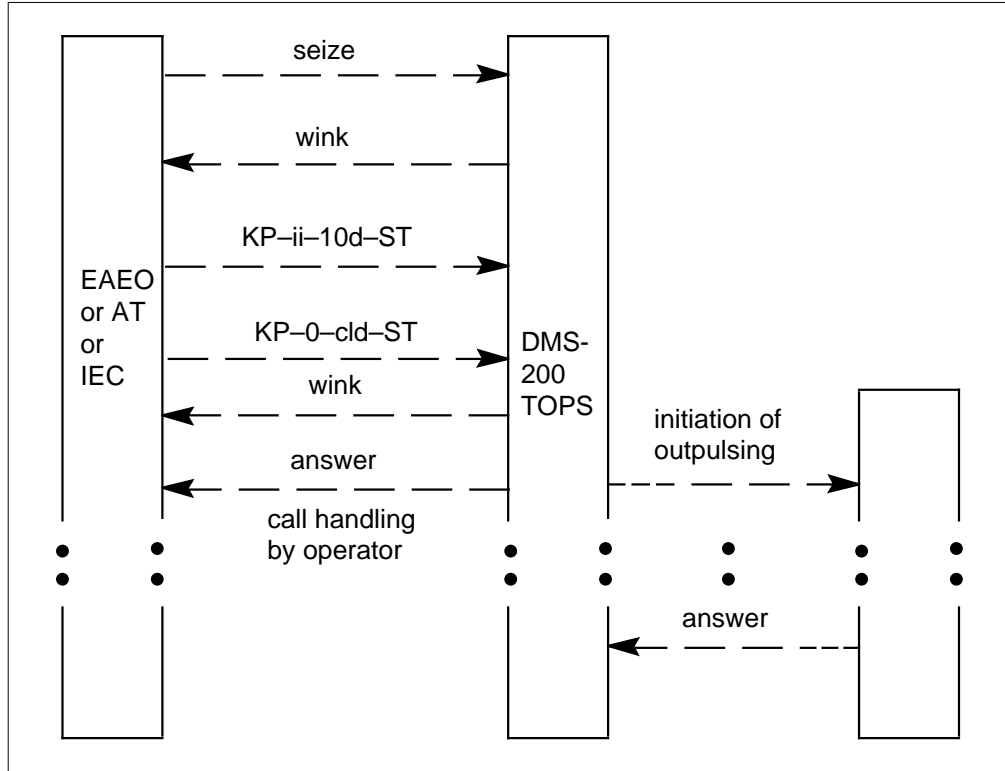 seize
wink
KP–ii–10d–ST
EAEO
or AT
or
IEC
KP–0–cld–ST
DMS-
200
TOPS
wink
initiation of
outpulsing
answer
call handling
by operator
answer